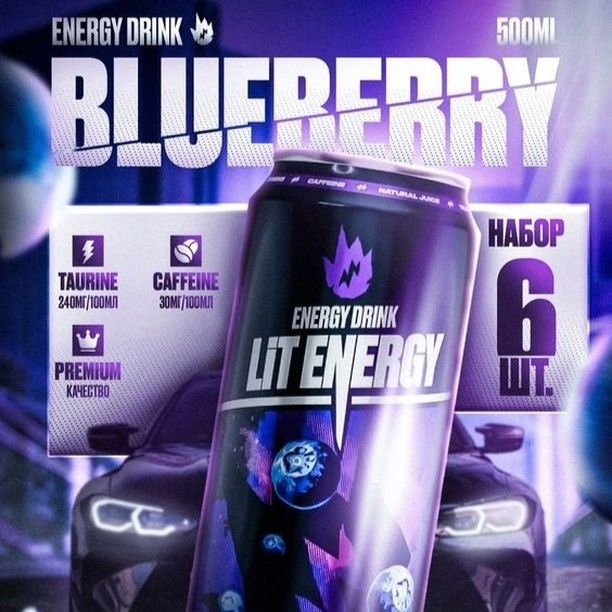 ENERGY DRINK
500ML
BLUEBERRY
CAFFEINE NATURAL JUICE
TAURINE
240МГ/100МЛ
CAFFEINE
30МГ/100МЛ
PREMIUM
КАЧЕСТВО
ENERGY DRINK
LiT ENERGY
НАБОР
6
ШТ.